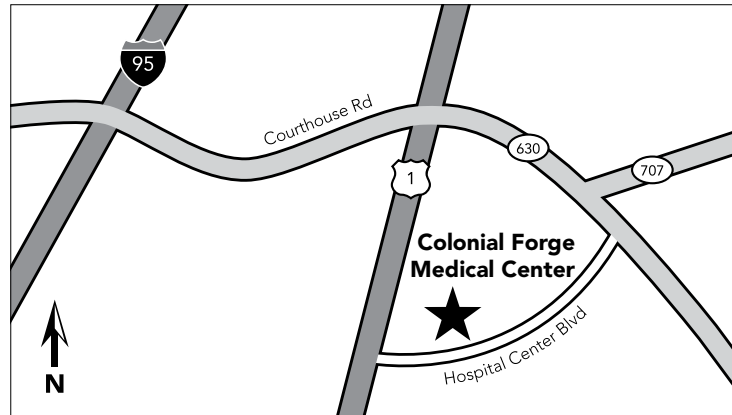 95
Courthouse Rd
630
707
1
Colonial Forge
Medical Center
Hospital Center Blvd
N